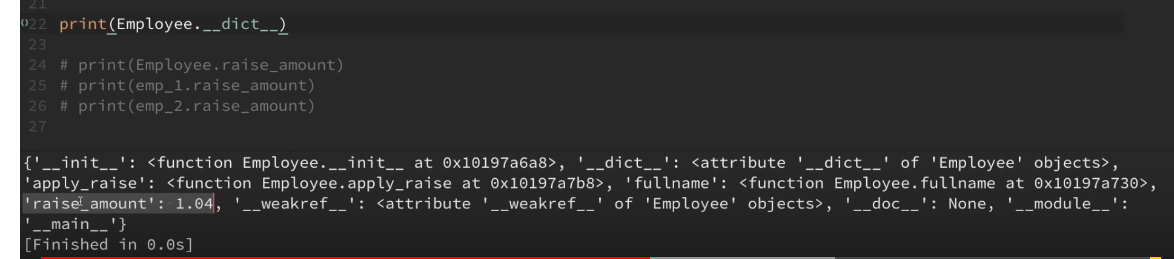 21
22 print(Employee.__dict__)
23
24 # print(Employee.raise_amount)
25 # print(emp_1.raise_amount)
26 # print(emp_2.raise_amount)
27
{'__init__': <function Employee.__init__ at 0x10197a6a8>, '__dict__': <attribute '__dict__' of 'Employee' objects>,
'apply_raise': <function Employee.apply_raise at 0x10197a7b8>, 'fullname': <function Employee.fullname at 0x10197a730>,
'raise_amount': 1.04, '__weakref__': <attribute '__weakref__' of 'Employee' objects>, '__doc__': None, '__module__':
'__main__'}
[Finished in 0.0s]